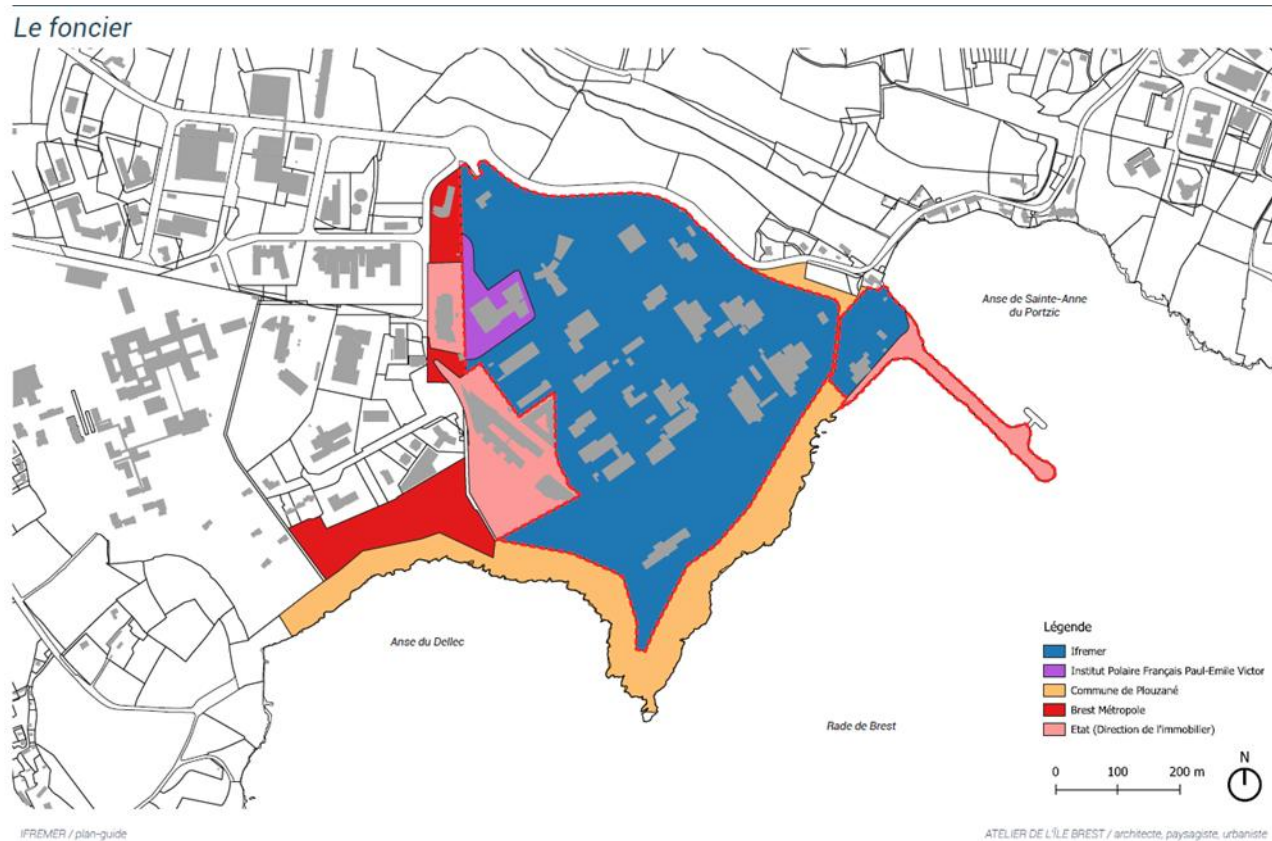 Le foncier
Anse de Sainte-Anne
du Portzic
Anse du Dellec
Rade de Brest
Légende
Ifremer
Institut Polaire Français Paul-Emile Victor
Commune de Plouzané
Brest Métropole
Etat (Direction de l'immobilier)
0 100 200 m
N
IFREMER / plan-guide
ATELIER DE L'ÎLE BREST / architecte, paysagiste, urbaniste